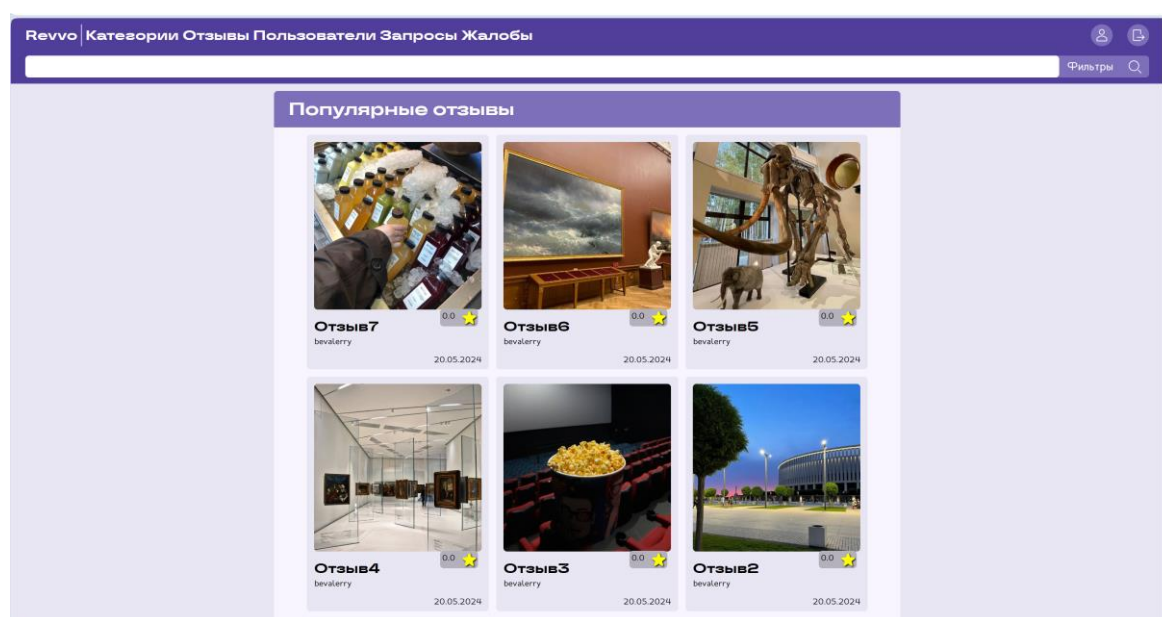 Revvo Категории Отзывы Пользователи Запросы Жалобы
Фильтры
Популярные отзывы
0.0 0.0 0.0
Отзыв7 Отзыв6 Отзыв5
bevalerry bevalerry bevalerry
20.05.2024 20.05.2024 20.05.2024
0.0 0.0 0.0
Отзыв4 Отзыв3 Отзыв2
bevalerry bevalerry bevalerry
20.05.2024 20.05.2024 20.05.2024